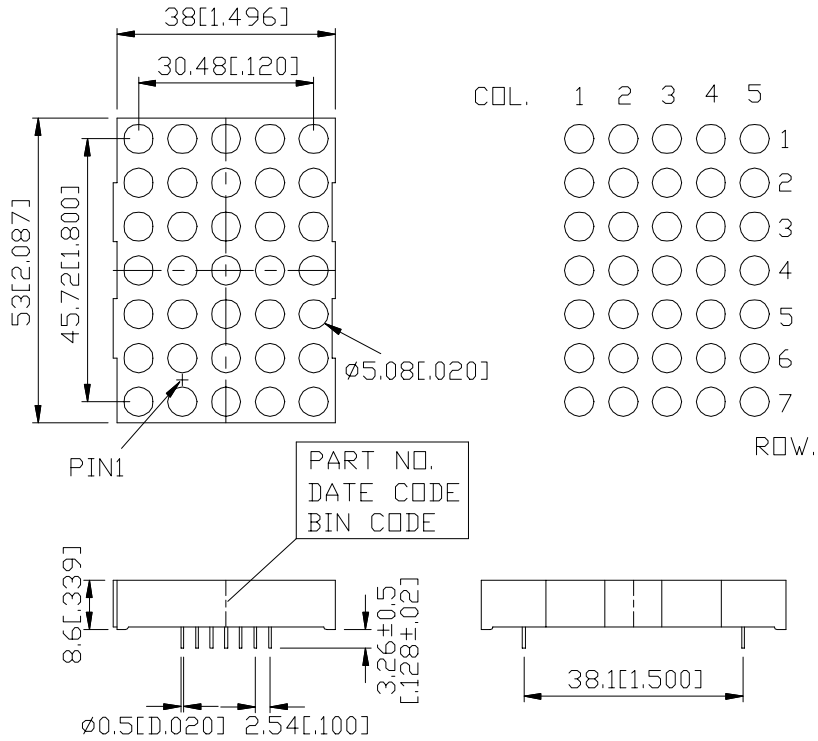 38[1.496]
30.48[.120]
COL. 1 2 3 4 5
1
2
3
4
5
6
7
ROW.
53[2.087]
45.72[1.800]
ø5.08[.020]
PIN1
PART NO.
DATE CODE
BIN CODE
8.6[.339]
3.26±0.5
[.128±.02]
38.1[1.500]
ø0.5[D.020] 2.54[.100]